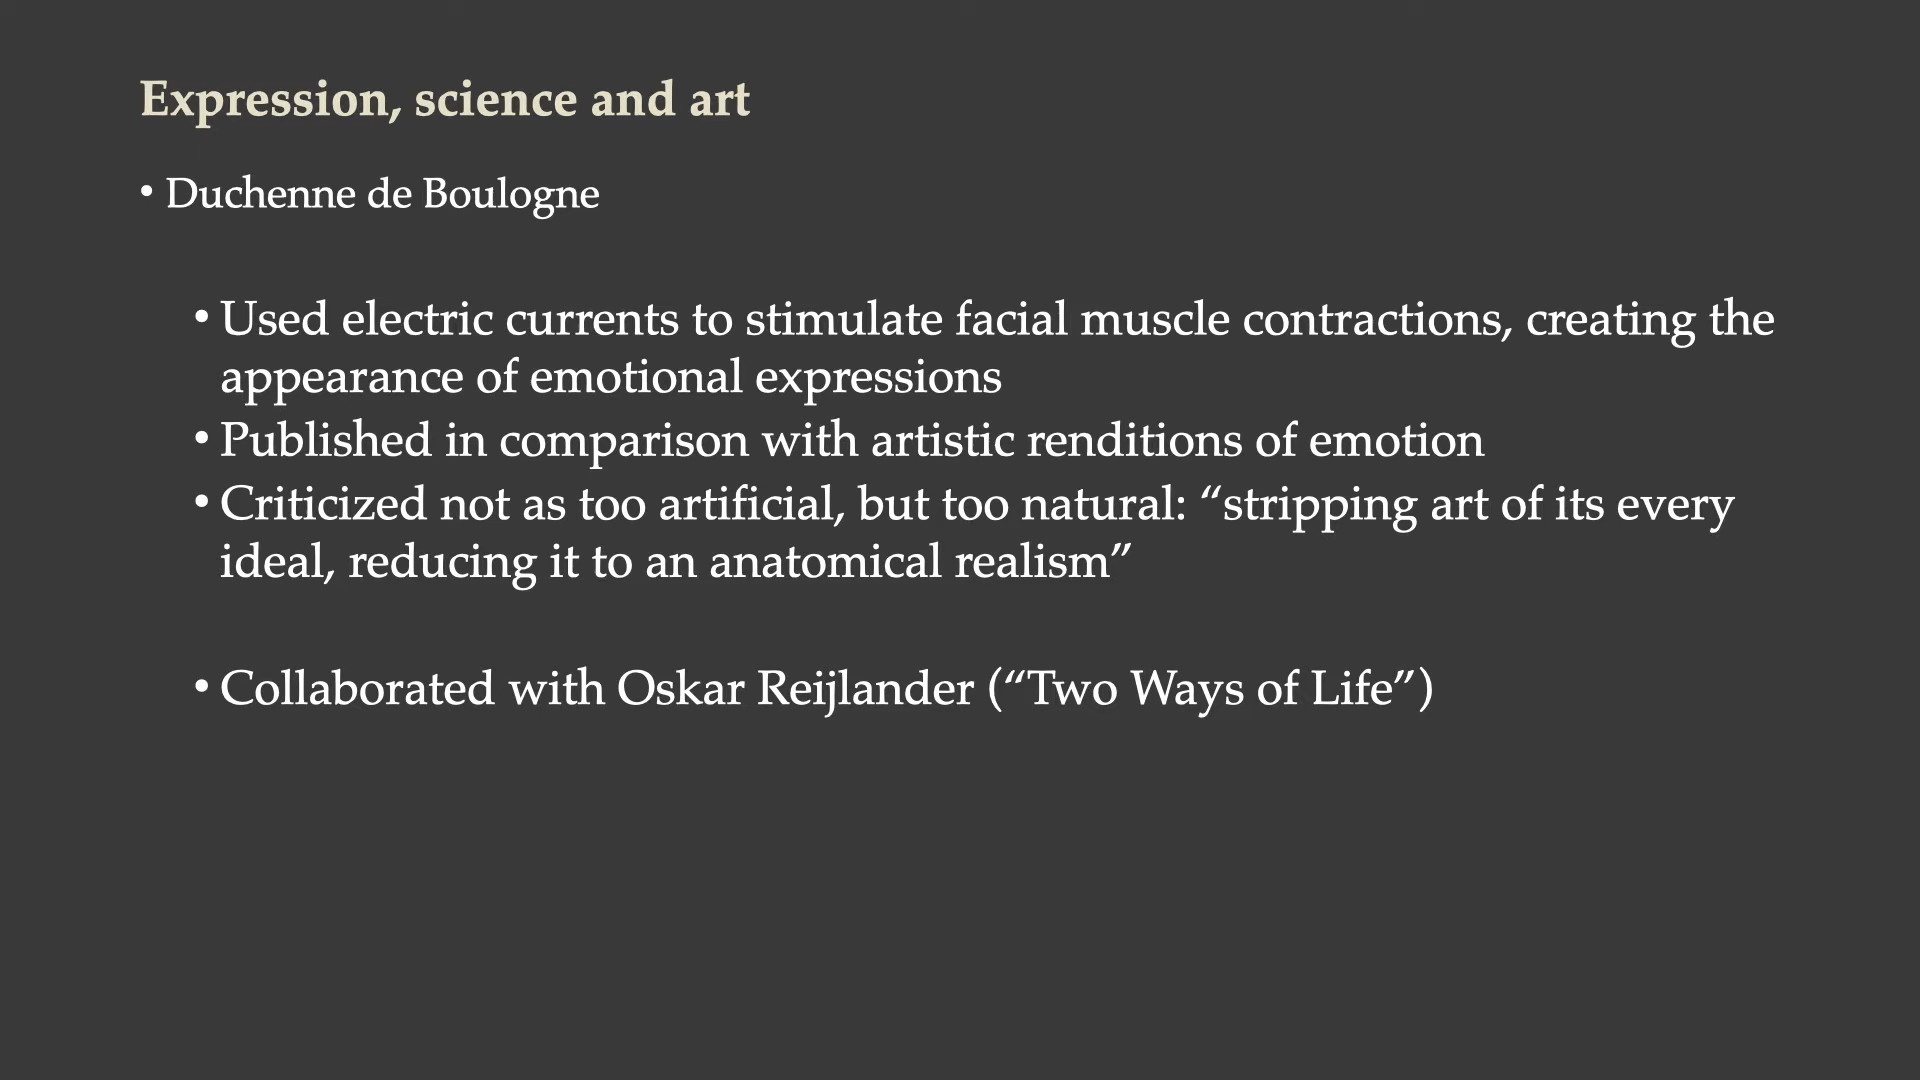 Expression, science and art
• Duchenne de Boulogne
• Used electric currents to stimulate facial muscle contractions, creating the
appearance of emotional expressions
• Published in comparison with artistic renditions of emotion
• Criticized not as too artificial, but too natural: “stripping art of its every
ideal, reducing it to an anatomical realism”
• Collaborated with Oskar Reijlander (“Two Ways of Life”)